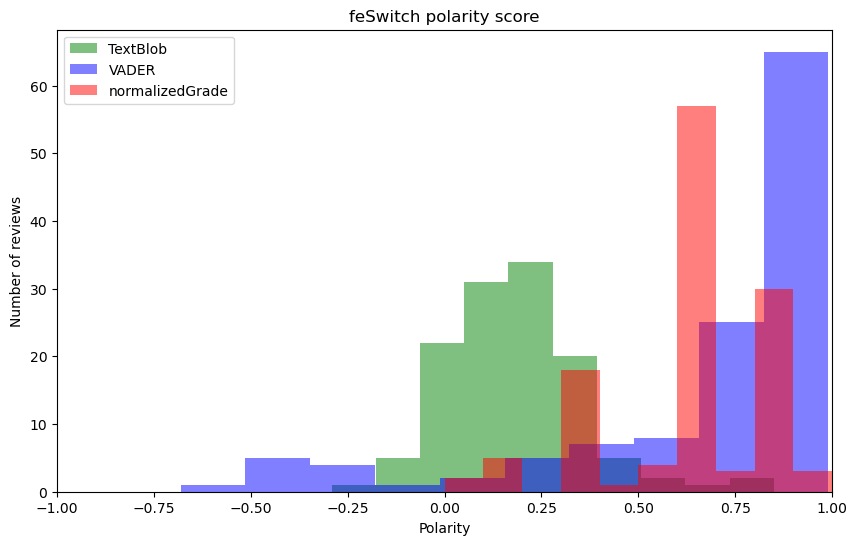 feSwitch polarity score
TextBlob
VADER
normalizedGrade
Number of reviews
60
50
40
30
20
10
0
−1.00
−0.75
−0.50
−0.25
0.00
0.25
0.50
0.75
1.00
Polarity